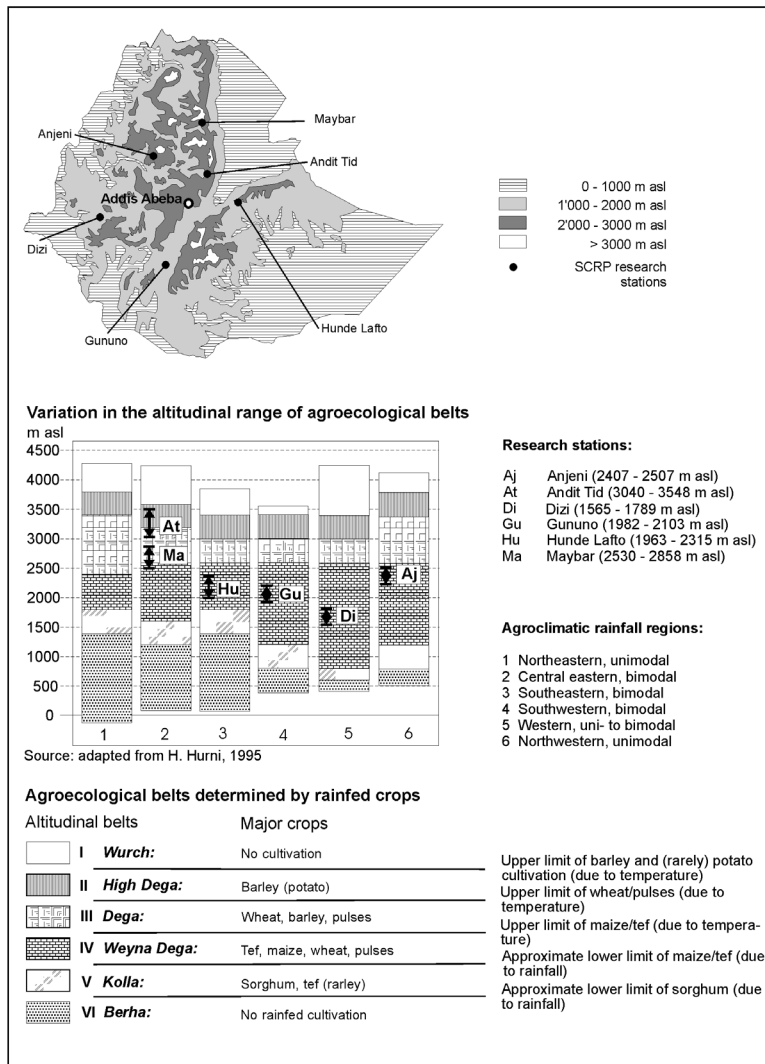 Maybar
Anjeni
Andit Tid
Addis Abeba
Dizi
Gununo
Hunde Lafto
0 - 1000 m asl
1'000 - 2000 m asl
2'000 - 3000 m asl
> 3000 m asl
SCRP research
stations
Variation in the altitudinal range of agroecological belts
m asl
4500
4000
3500
3000
2500
2000
1500
1000
500
0
At
Ma
Hu
Gu
Di
Aj
1 2 3 4 5 6
Source: adapted from H. Hurni, 1995
Research stations:
Aj Anjeni (2407 - 2507 m asl)
At Andit Tid (3040 - 3548 m asl)
Di Dizi (1565 - 1789 m asl)
Gu Gununo (1982 - 2103 m asl)
Hu Hunde Lafto (1963 - 2315 m asl)
Ma Maybar (2530 - 2858 m asl)
Agroclimatic rainfall regions:
1 Northeastern, unimodal
2 Central eastern, bimodal
3 Southeastern, bimodal
4 Southwestern, bimodal
5 Western, uni- to bimodal
6 Northwestern, unimodal
Agroecological belts determined by rainfed crops
Altitudinal belts Major crops
I Wurch: No cultivation
II High Dega: Barley (potato)
III Dega: Wheat, barley, pulses
IV Weyna Dega: Tef, maize, wheat, pulses
V Kolla: Sorghum, tef (rarley)
VI Berha: No rainfed cultivation
Upper limit of barley and (rarely) potato
cultivation (due to temperature)
Upper limit of wheat/pulses (due to
temperature)
Upper limit of maize/tef (due to tempera-
ture)
Approximate lower limit of maize/tef (due
to rainfall)
Approximate lower limit of sorghum (due
to rainfall)